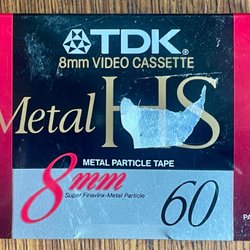 TDK®
8mm VIDEO CASSETTE
Metal HS
METAL PARTICLE TAPE
8mm
Super Finavinx-Metal Particle
60